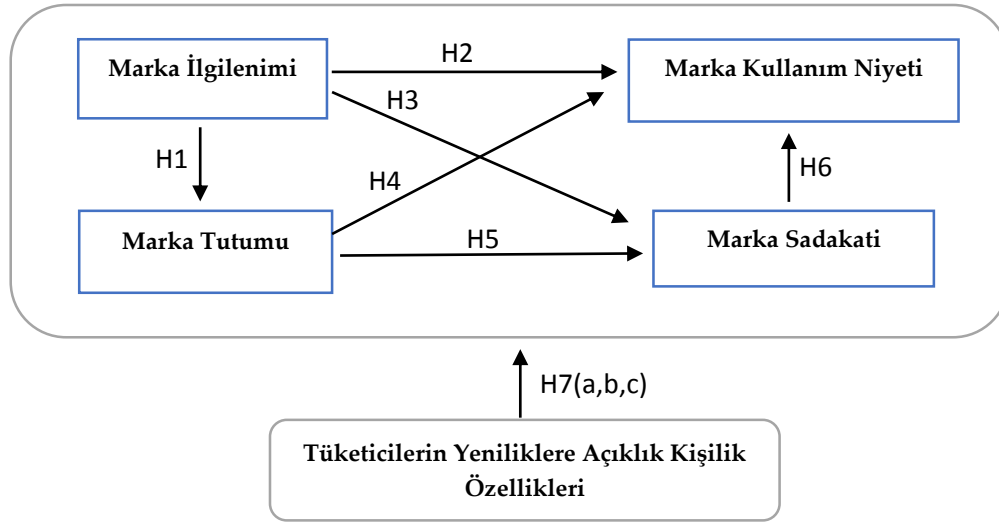 Marka İlgilenimi
H2
Marka Kullanım Niyeti
H3
H1
H4
H6
Marka Tutumu
H5
Marka Sadakati
H7(a,b,c)
Tüketicilerin Yeniliklere Açıklık Kişilik
Özellikleri